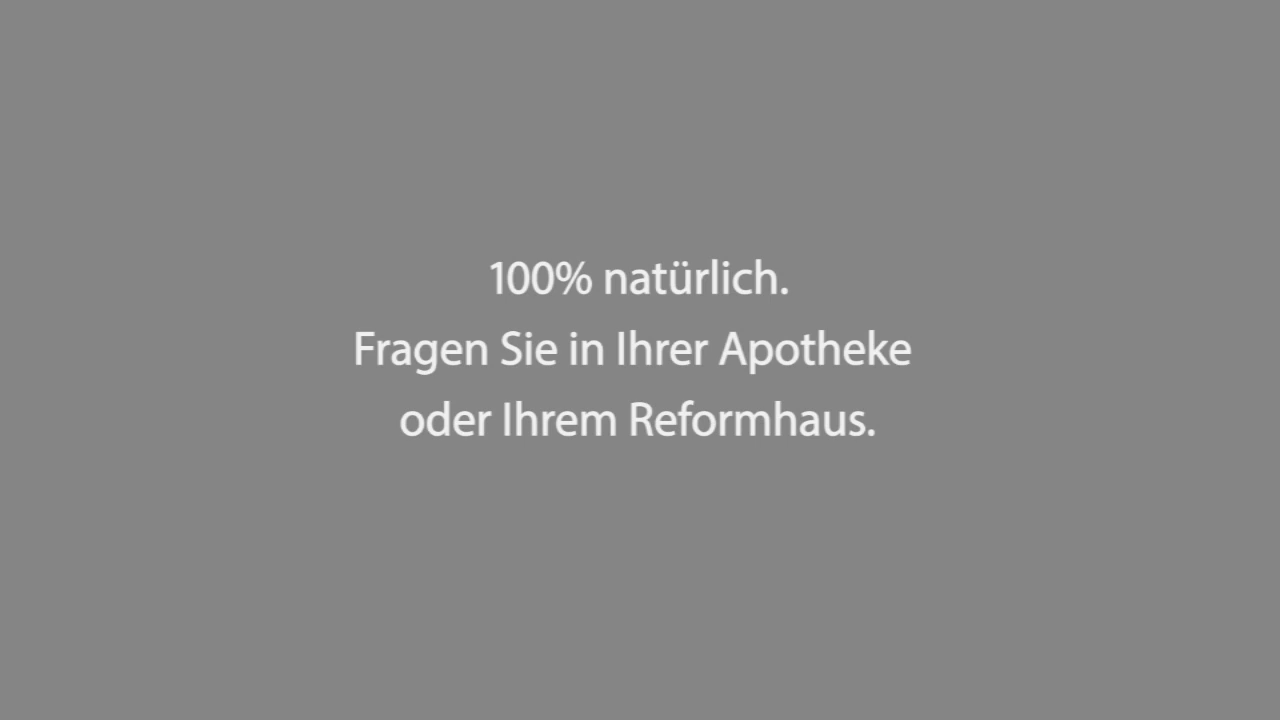 100% natürlich.
Fragen Sie in Ihrer Apotheke
oder Ihrem Reformhaus.